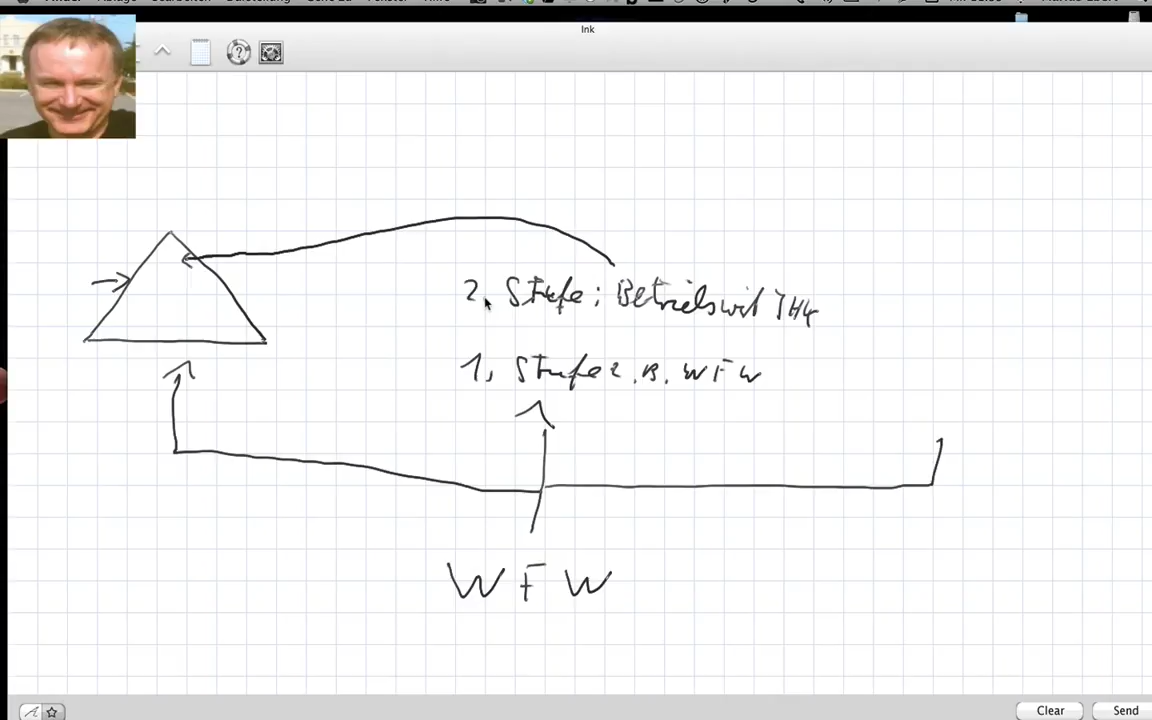 Ink
2. Stufe: Betriebswirt IHK
1. Stufe z.B. WFW
WFW
Clear
Send